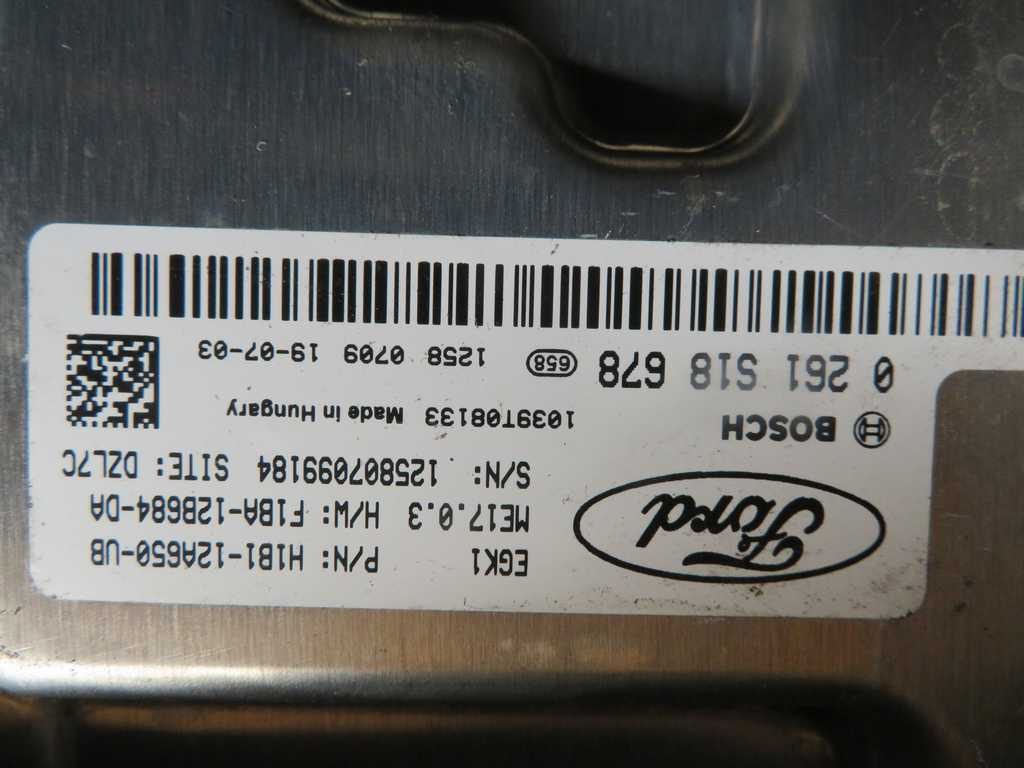 EGK1 P/N: H1B1-12A650-UB
ME17.0.3 H/W: F1BA-12B684-DA
S/N: 125807099184 SITE: DZL7C
Ford
BOSCH
1039T08133 Made in Hungary
0 261 S18 678 658 1258 0709 19-07-03